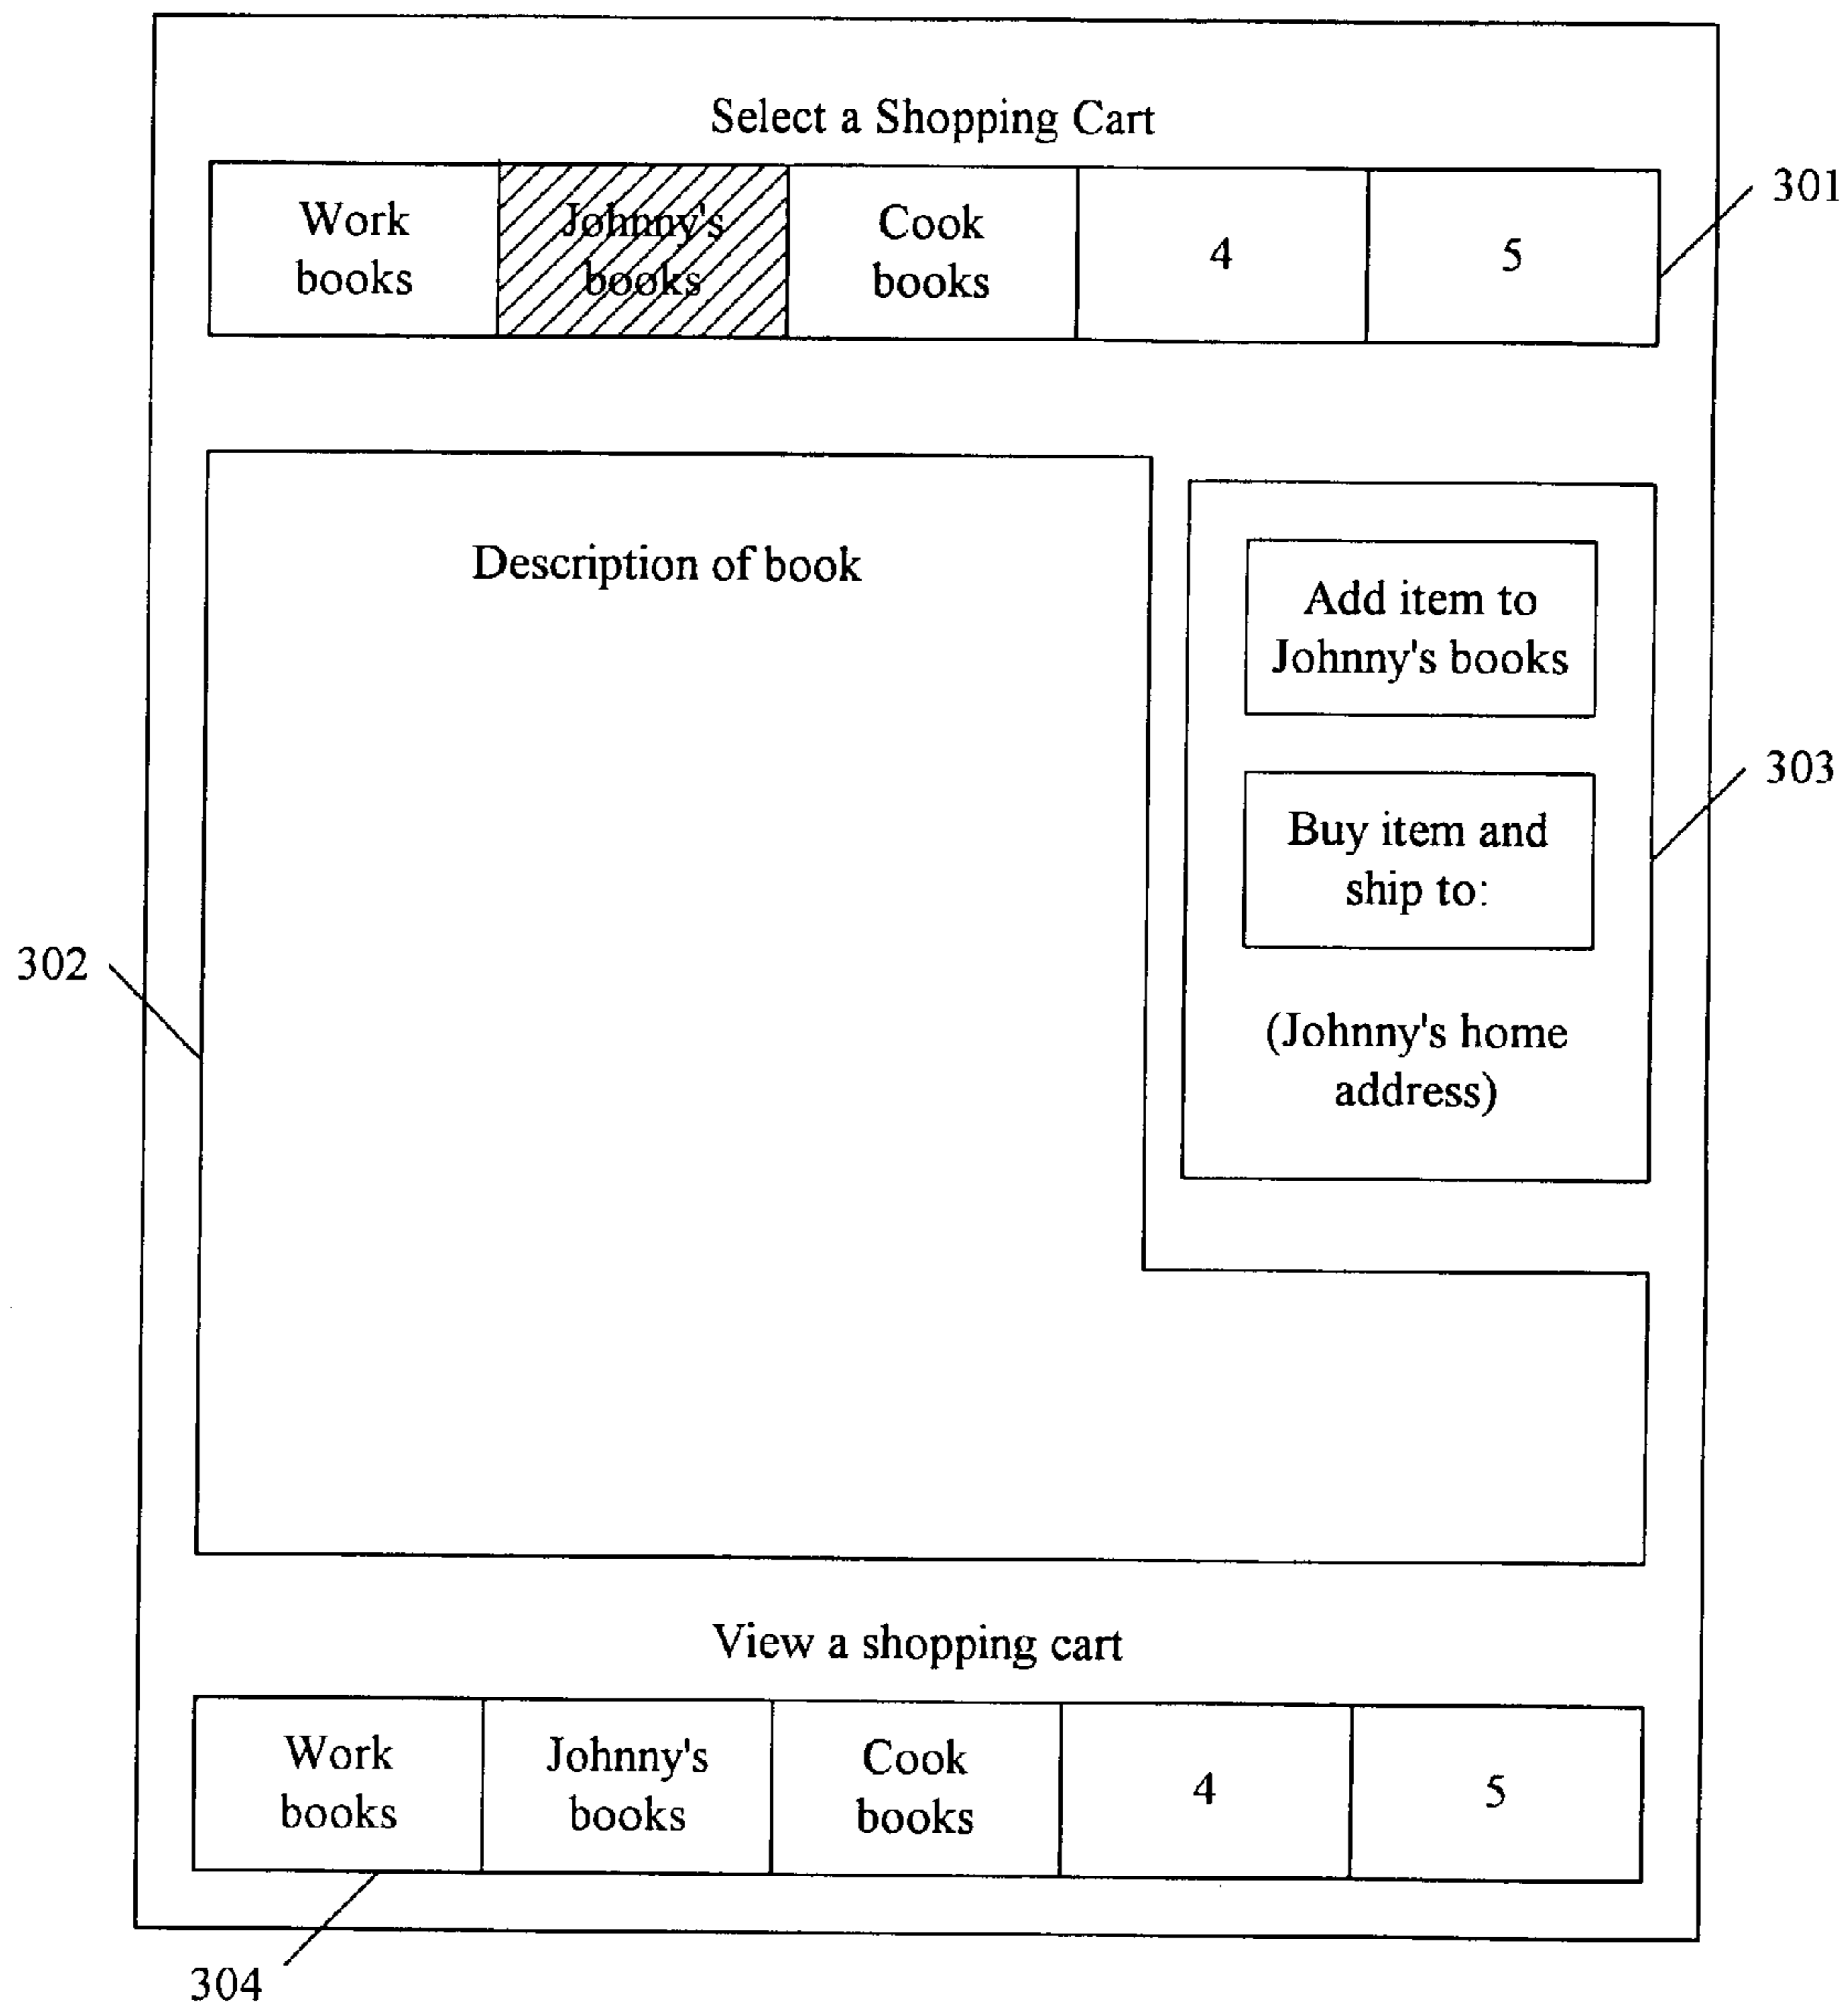 Select a Shopping Cart
Work
books
Johnny's
books
Cook
books
4
5
301
Description of book
Add item to
Johnny's books
Buy item and
ship to:
(Johnny's home
address)
303
302
View a shopping cart
Work
books
Johnny's
books
Cook
books
4
5
304